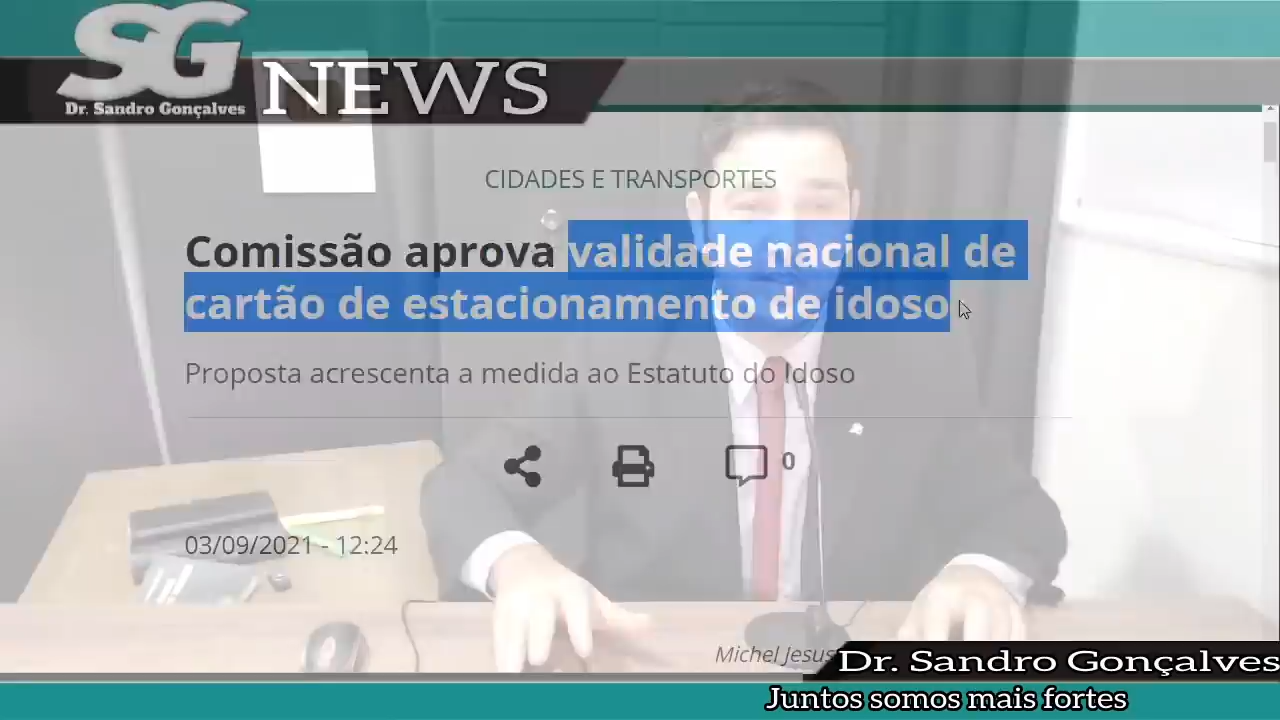 SG
Dr. Sandro Gonçalves
NEWS
CIDADES E TRANSPORTES
Comissão aprova validade nacional de
cartão de estacionamento de idoso
Proposta acrescenta a medida ao Estatuto do Idoso
0
03/09/2021 - 12:24
Michel Jesus
Dr. Sandro Gonçalves
Juntos somos mais fortes